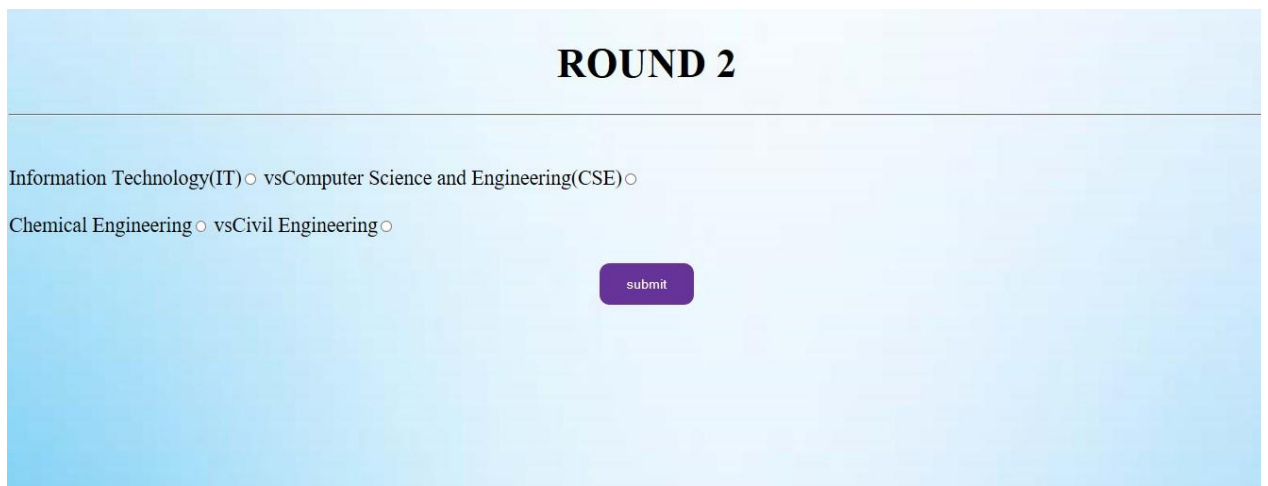 ROUND 2
Information Technology(IT) vsComputer Science and Engineering(CSE)
Chemical Engineering vsCivil Engineering
submit